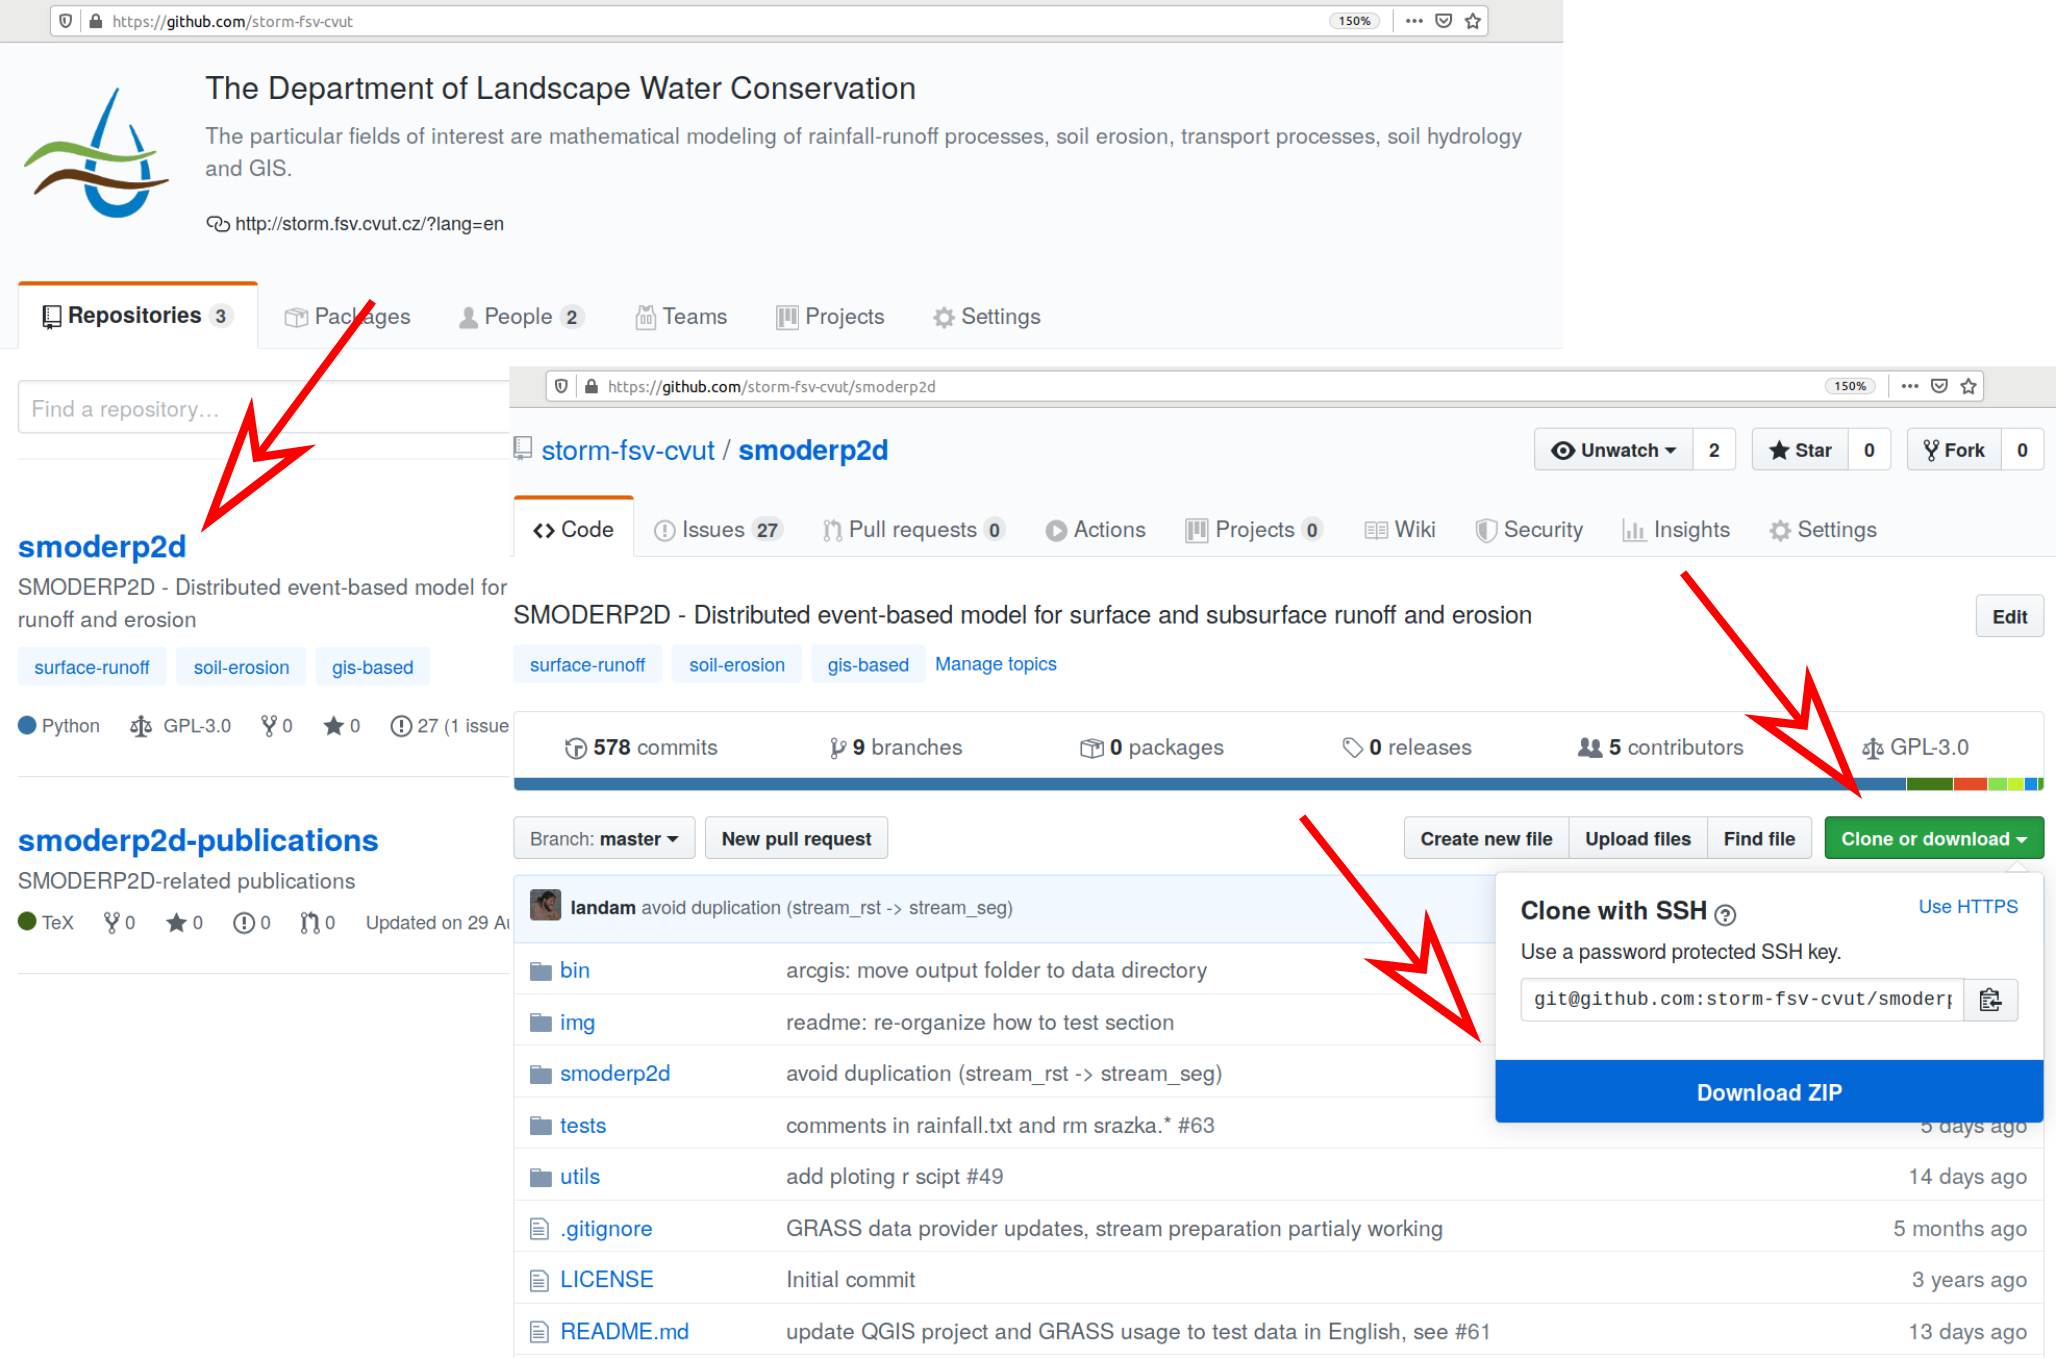 https://github.com/storm-fsv-cvut
150%
The Department of Landscape Water Conservation
The particular fields of interest are mathematical modeling of rainfall-runoff processes, soil erosion, transport processes, soil hydrology
and GIS.
http://storm.fsv.cvut.cz/?lang=en
Repositories 3
Packages
People 2
Teams
Projects
Settings
Find a repository…
smoderp2d
SMODERP2D - Distributed event-based model for
runoff and erosion
surface-runoff
soil-erosion
gis-based
Python
GPL-3.0
0
0
27 (1 issue
smoderp2d-publications
SMODERP2D-related publications
TeX
0
0
0
0
Updated on 29
https://github.com/storm-fsv-cvut/smoderp2d
150%
storm-fsv-cvut / smoderp2d
Unwatch 2
Star 0
Fork 0
Code
Issues 27
Pull requests 0
Actions
Projects 0
Wiki
Security
Insights
Settings
SMODERP2D - Distributed event-based model for surface and subsurface runoff and erosion
Edit
surface-runoff
soil-erosion
gis-based
Manage topics
578 commits
9 branches
0 packages
0 releases
5 contributors
GPL-3.0
Branch: master
New pull request
Create new file
Upload files
Find file
Clone or download
landam avoid duplication (stream_rst -> stream_seg)
Clone with SSH
Use HTTPS
Use a password protected SSH key.
git@github.com:storm-fsv-cvut/smoderp
Download ZIP
bin
arcgis: move output folder to data directory
img
readme: re-organize how to test section
smoderp2d
avoid duplication (stream_rst -> stream_seg)
tests
comments in rainfall.txt and rm srazka.* #63
5 days ago
utils
add ploting r scipt #49
14 days ago
.gitignore
GRASS data provider updates, stream preparation partialy working
5 months ago
LICENSE
Initial commit
3 years ago
README.md
update QGIS project and GRASS usage to test data in English, see #61
13 days ago